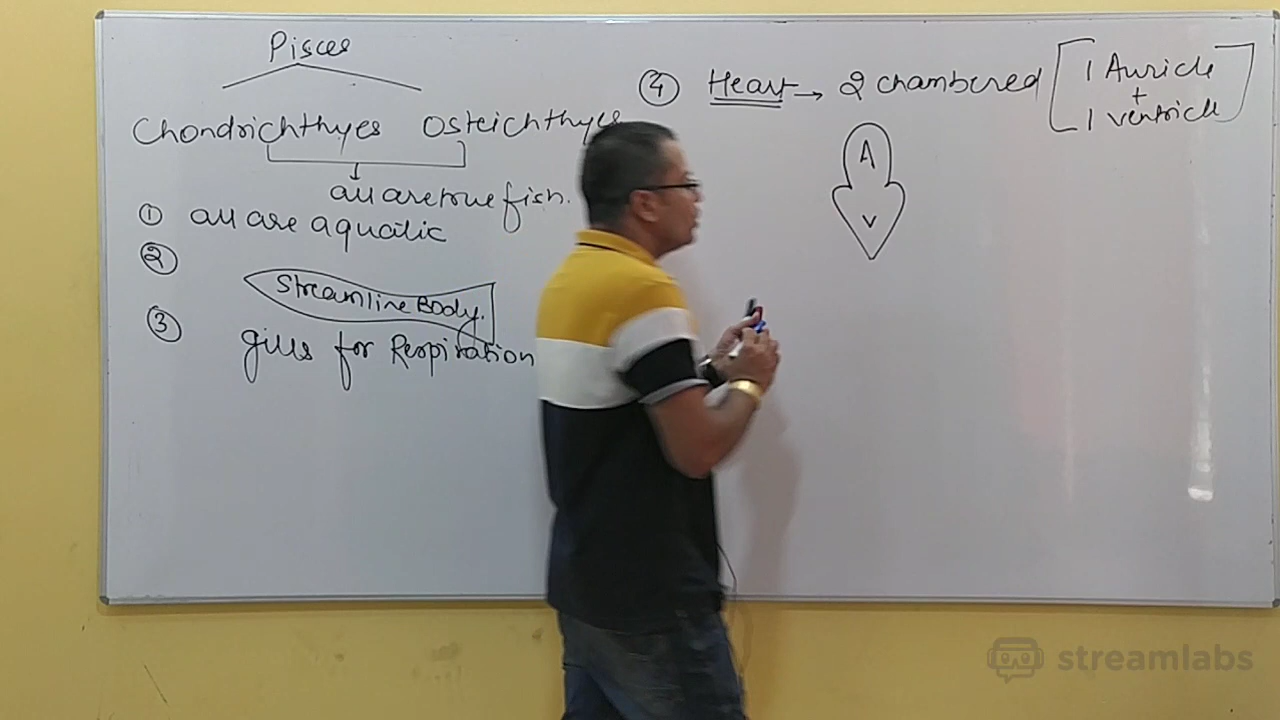 Pisces
Chondrichthyes Osteichthyes
all are true fish.
① all are aquatic
②
Streamline Body.
③
gills for Respiration
④ Heart → 2 chambered [1 Auricle
+
1 ventricle]
A
V
streamlabs